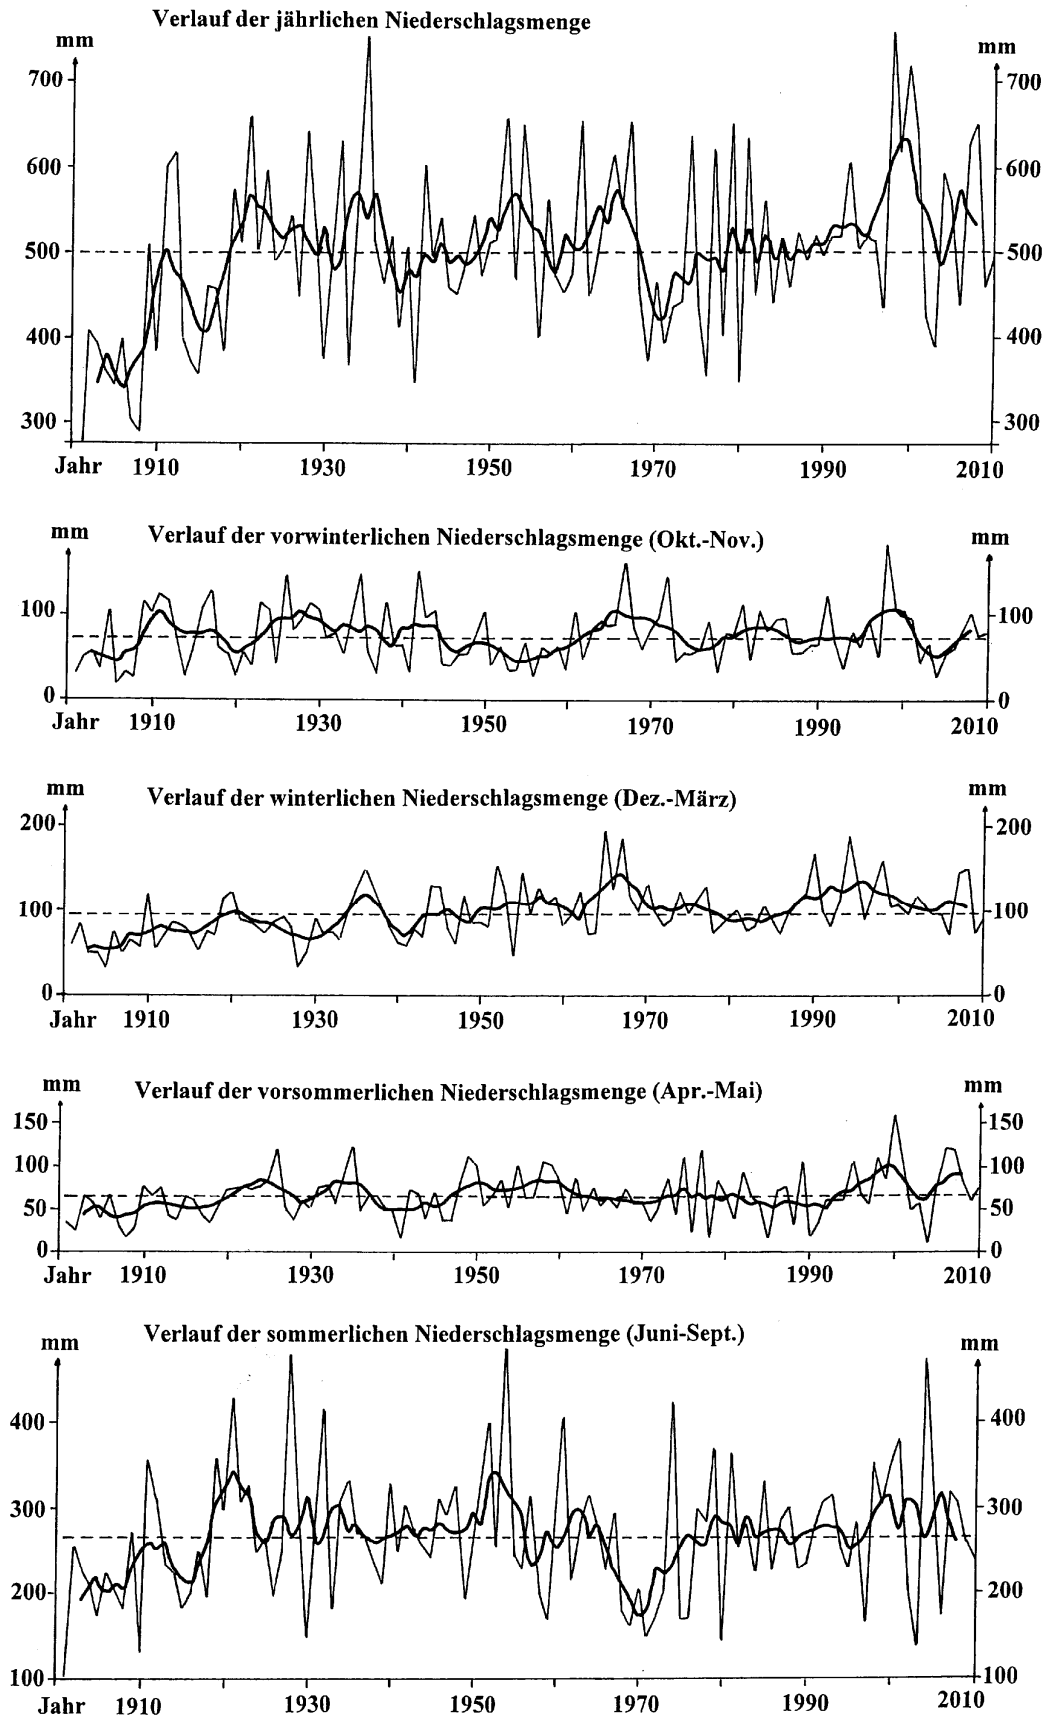 Verlauf der jährlichen Niederschlagsmenge
mm
mm
700
700
600
600
500
500
400
400
300
300
Jahr 1910 1930 1950 1970 1990 2010
mm
Verlauf der vorwinterlichen Niederschlagsmenge (Okt.-Nov.)
mm
100
100
0
0
Jahr 1910 1930 1950 1970 1990 2010
mm
Verlauf der winterlichen Niederschlagsmenge (Dez.-März)
mm
200
200
100
100
0
0
Jahr 1910 1930 1950 1970 1990 2010
mm
Verlauf der vorsommerlichen Niederschlagsmenge (Apr.-Mai)
mm
150
150
100
100
50
50
0
0
Jahr 1910 1930 1950 1970 1990 2010
mm
Verlauf der sommerlichen Niederschlagsmenge (Juni-Sept.)
mm
400
400
300
300
200
200
100
100
Jahr 1910 1930 1950 1970 1990 2010